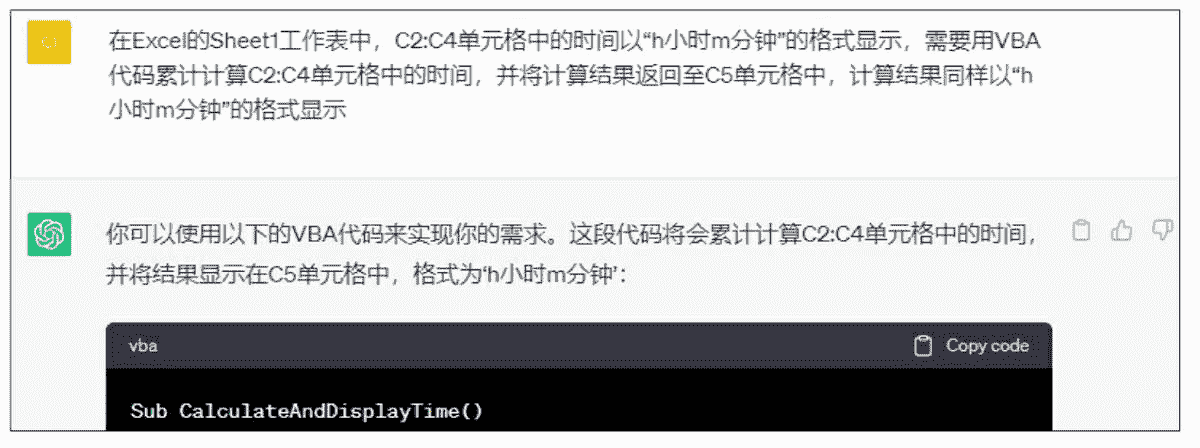 C1
在Excel的Sheet1工作表中，C2:C4单元格中的时间以“h小时m分钟”的格式显示，需要用VBA
代码累计计算C2:C4单元格中的时间，并将计算结果返回至C5单元格中，计算结果同样以“h
小时m分钟”的格式显示
你可以使用以下的VBA代码来实现你的需求。这段代码将会累计计算C2:C4单元格中的时间，
并将结果显示在C5单元格中，格式为‘h小时m分钟’：
vba Copy code
Sub CalculateAndDisplayTime()